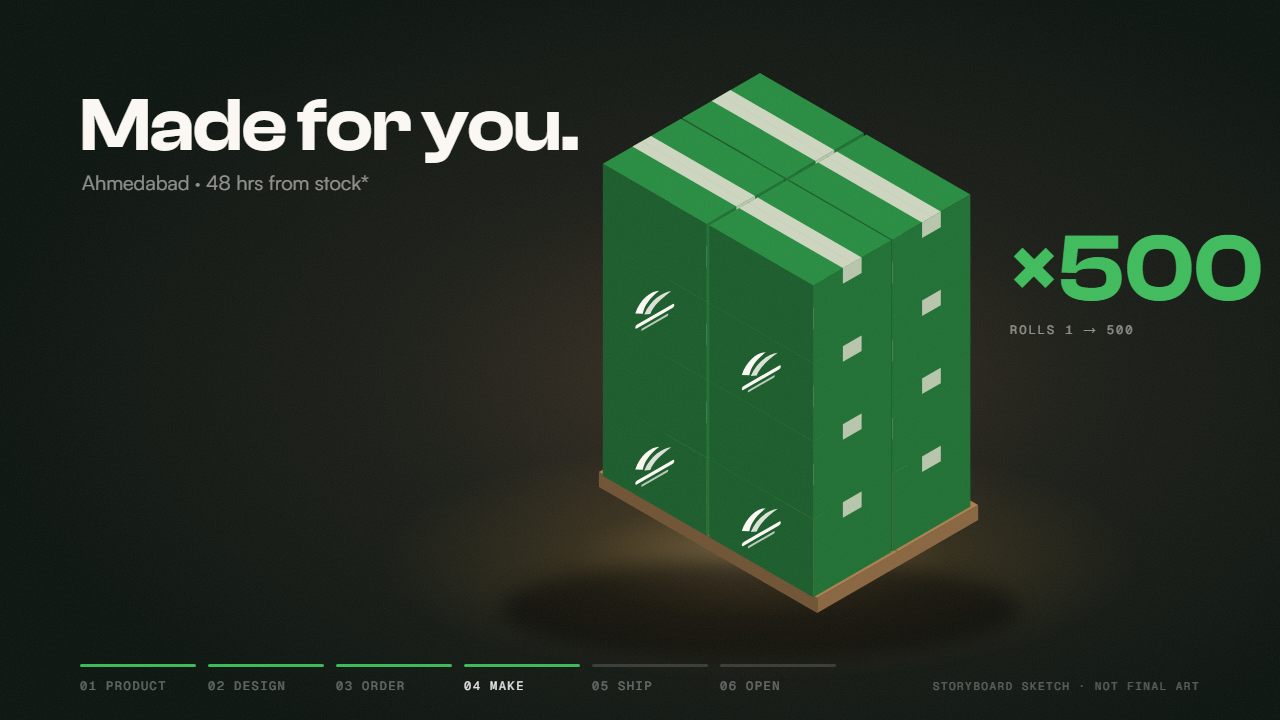 Made for you.
Ahmedabad · 48 hrs from stock*
×500
ROLLS 1 → 500
01 PRODUCT
02 DESIGN
03 ORDER
04 MAKE
05 SHIP
06 OPEN
STORYBOARD SKETCH · NOT FINAL ART